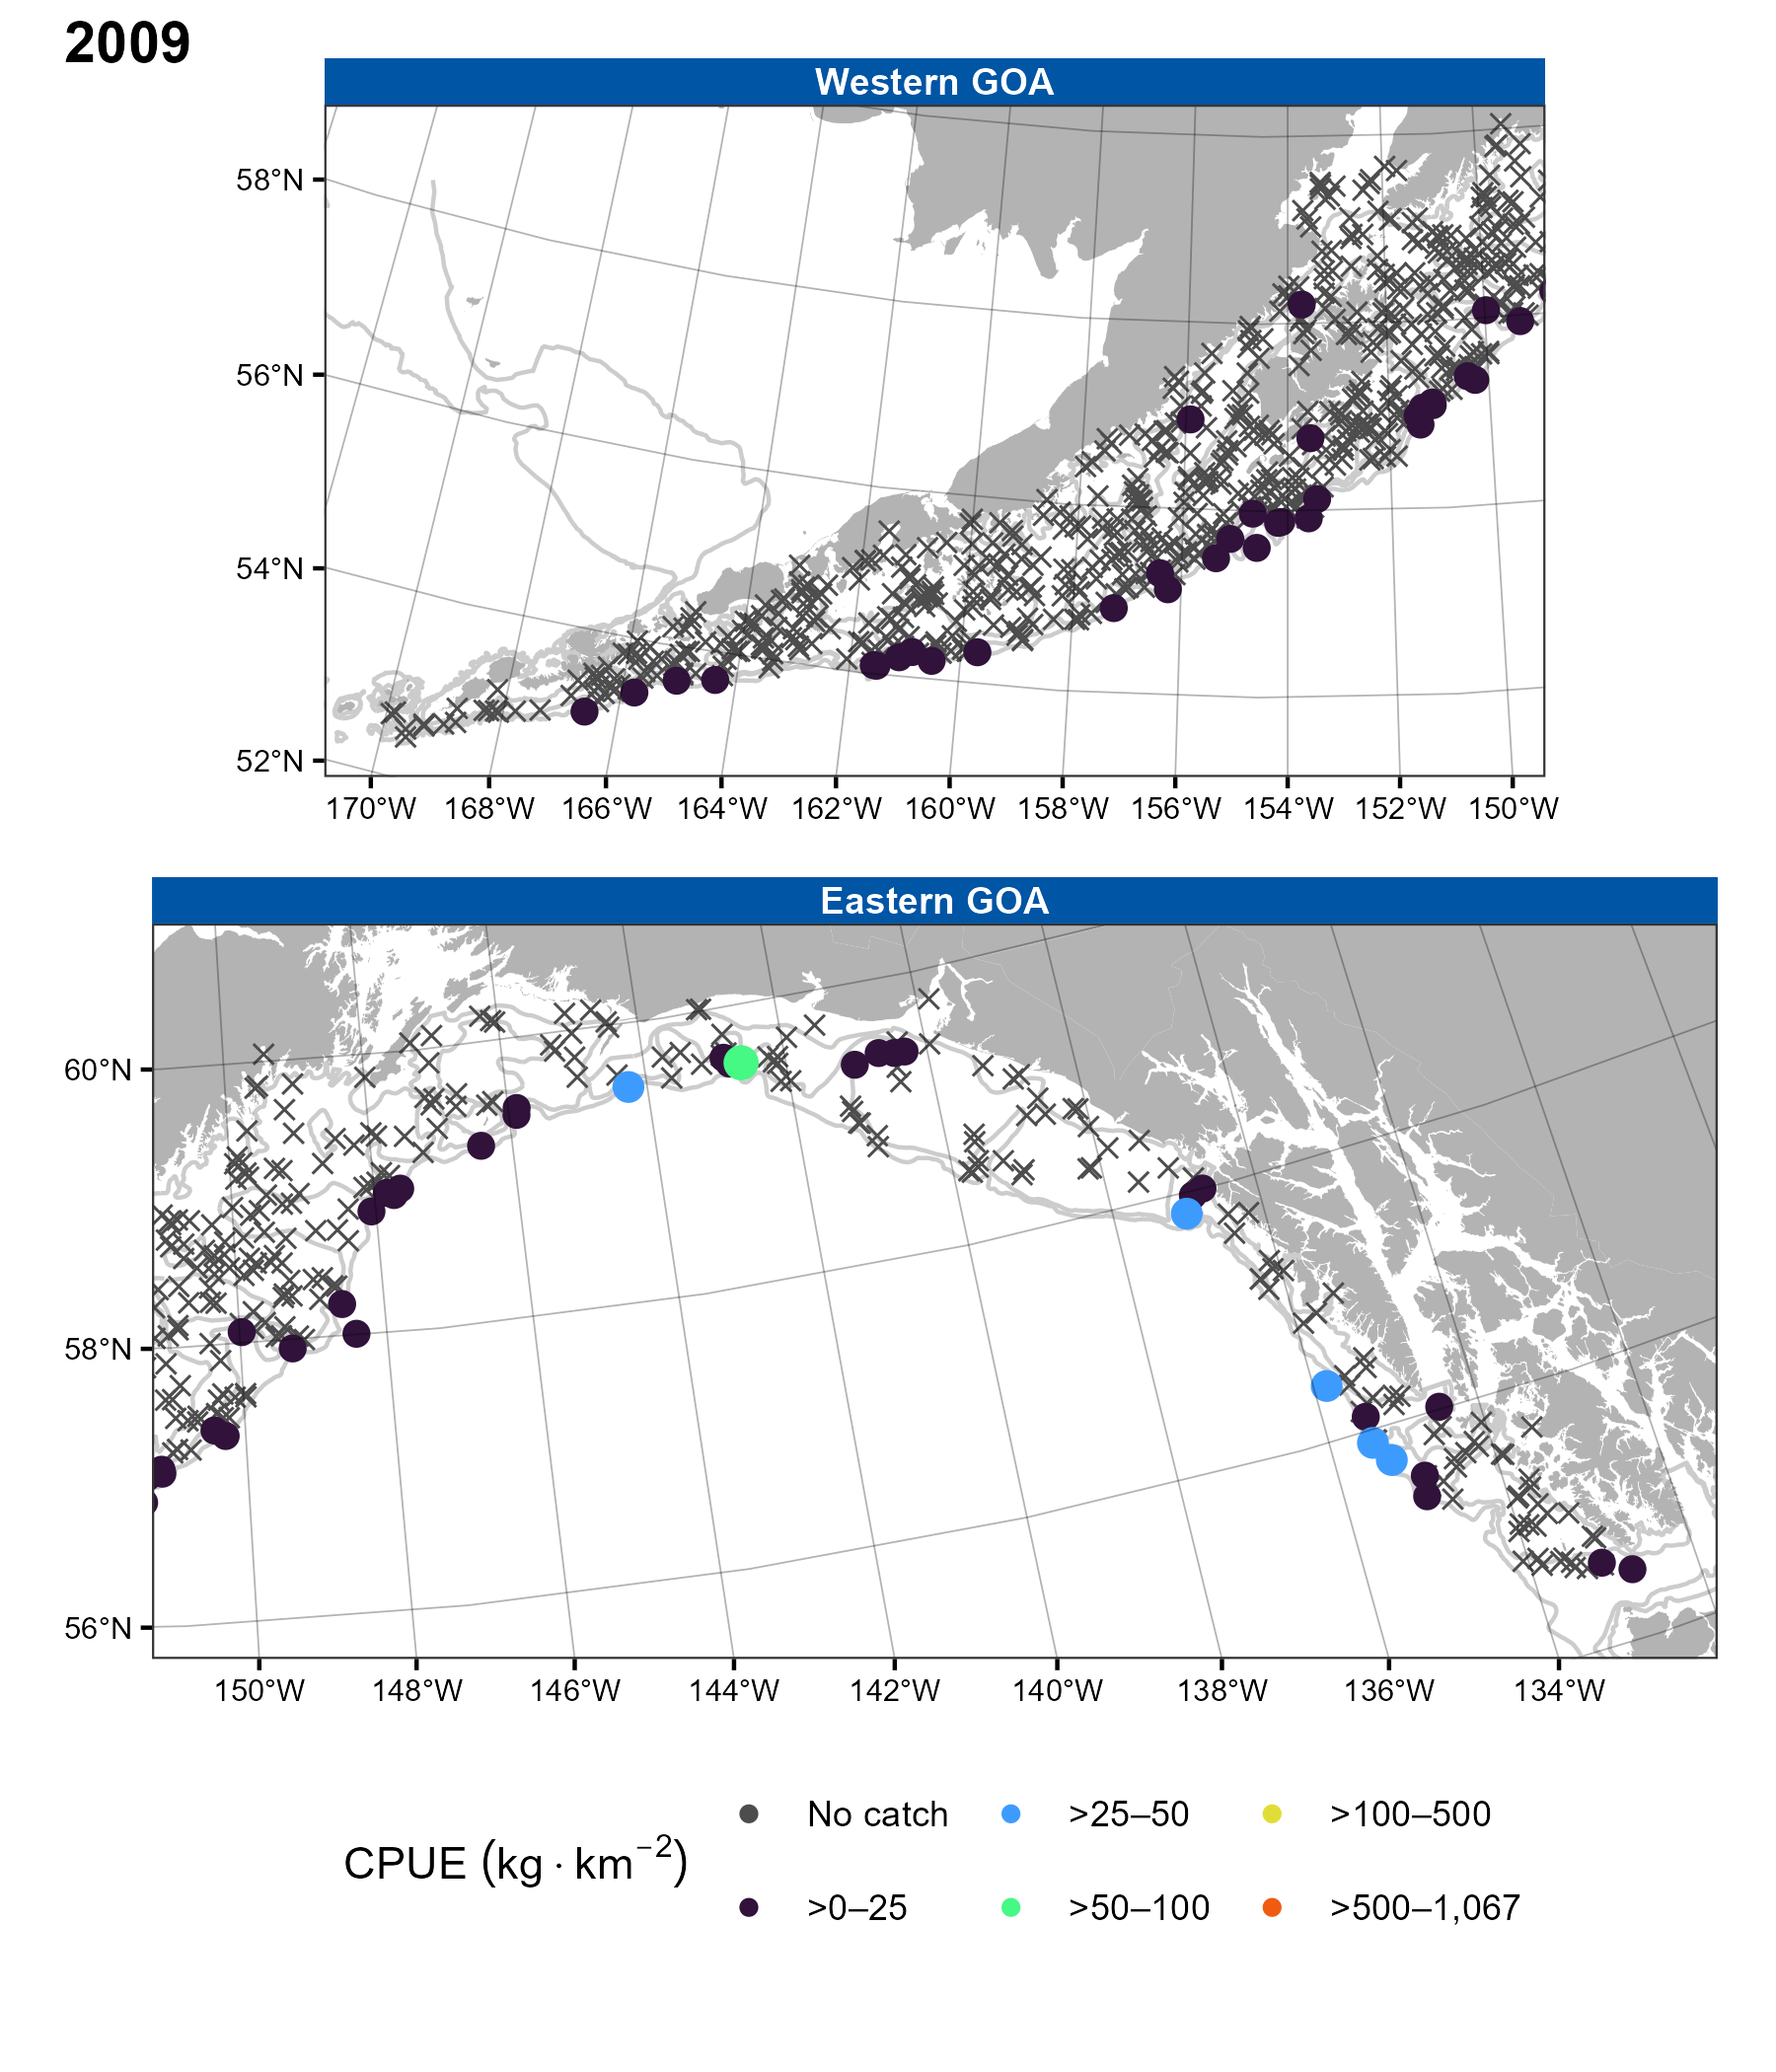 2009
Western GOA
58°N
56°N
54°N
52°N
170°W 168°W 166°W 164°W 162°W 160°W 158°W 156°W 154°W 152°W 150°W
Eastern GOA
60°N
58°N
56°N
150°W 148°W 146°W 144°W 142°W 140°W 138°W 136°W 134°W
CPUE (kg · km⁻²)
No catch >25–50 >100–500
>0–25 >50–100 >500–1,067